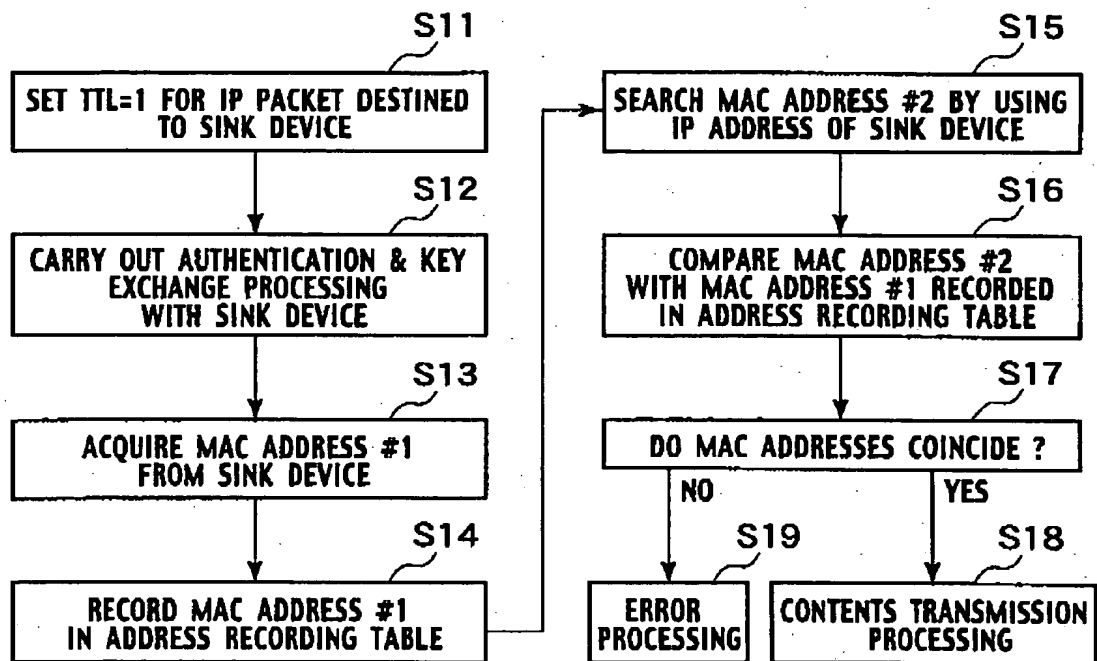 S11
SET TTL=1 FOR IP PACKET DESTINED
TO SINK DEVICE
S12
CARRY OUT AUTHENTICATION & KEY
EXCHANGE PROCESSING
WITH SINK DEVICE
S13
ACQUIRE MAC ADDRESS #1
FROM SINK DEVICE
S14
RECORD MAC ADDRESS #1
IN ADDRESS RECORDING TABLE
S15
SEARCH MAC ADDRESS #2 BY USING
IP ADDRESS OF SINK DEVICE
S16
COMPARE MAC ADDRESS #2
WITH MAC ADDRESS #1 RECORDED
IN ADDRESS RECORDING TABLE
S17
DO MAC ADDRESSES COINCIDE ?
NO
YES
S19
ERROR
PROCESSING
S18
CONTENTS TRANSMISSION
PROCESSING